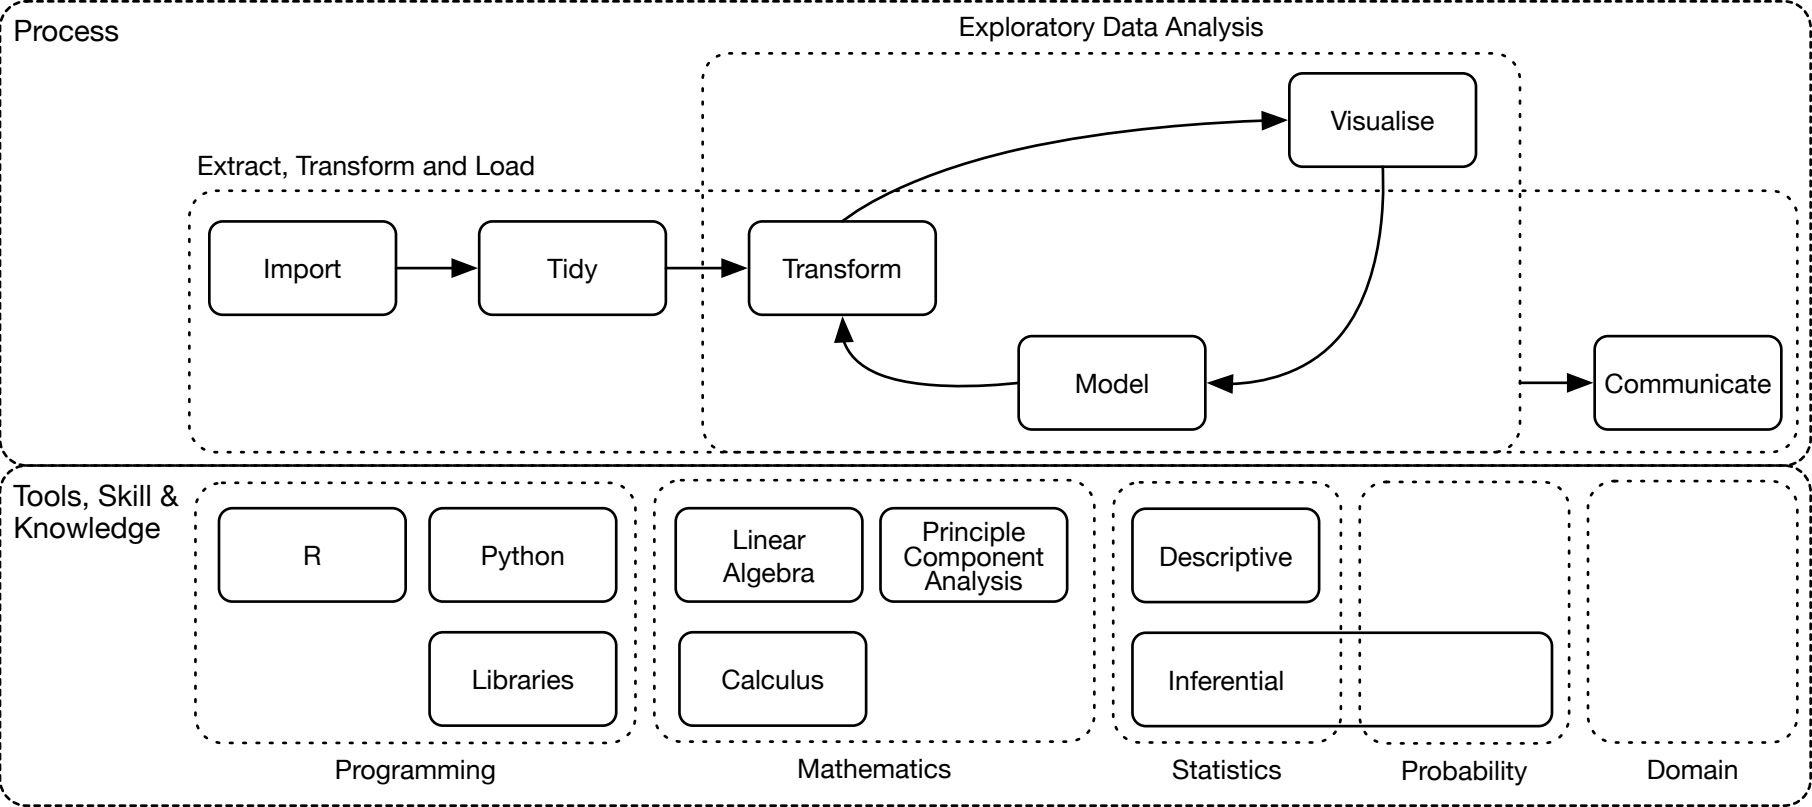 Process
Exploratory Data Analysis
Visualise
Extract, Transform and Load
Import
Tidy
Transform
Model
Communicate
Tools, Skill &
Knowledge
R
Python
Linear
Algebra
Principle
Component
Analysis
Descriptive
Libraries
Calculus
Inferential
Programming
Mathematics
Statistics
Probability
Domain